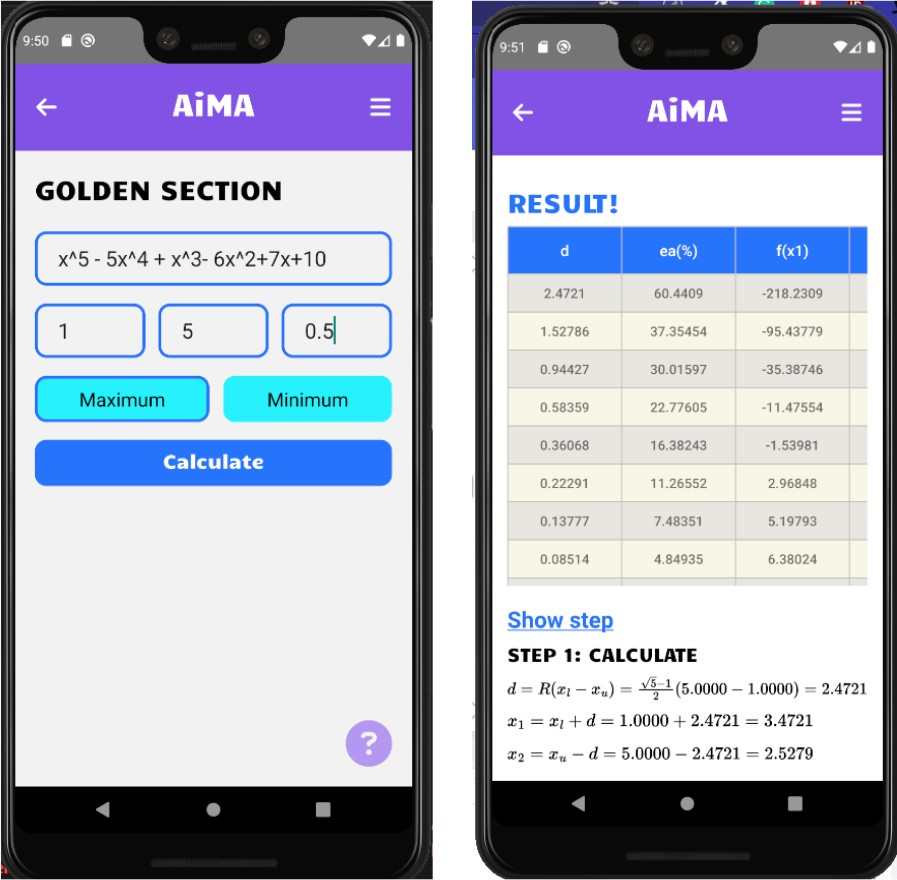 9:50
AiMA
GOLDEN SECTION
x^5 - 5x^4 + x^3- 6x^2+7x+10
1 5 0.5
Maximum Minimum
Calculate
?
9:51
AiMA
RESULT!
d ea(%) f(x1)
2.4721 60.4409 -218.2309
1.52786 37.35454 -95.43779
0.94427 30.01597 -35.38746
0.58359 22.77605 -11.47554
0.36068 16.38243 -1.53981
0.22291 11.26552 2.96848
0.13777 7.48351 5.19793
0.08514 4.84935 6.38024
Show step
STEP 1: CALCULATE
d = R(x_l − x_u) = \frac{\sqrt{5}-1}{2}(5.0000 − 1.0000) = 2.4721
x_1 = x_l + d = 1.0000 + 2.4721 = 3.4721
x_2 = x_u − d = 5.0000 − 2.4721 = 2.5279